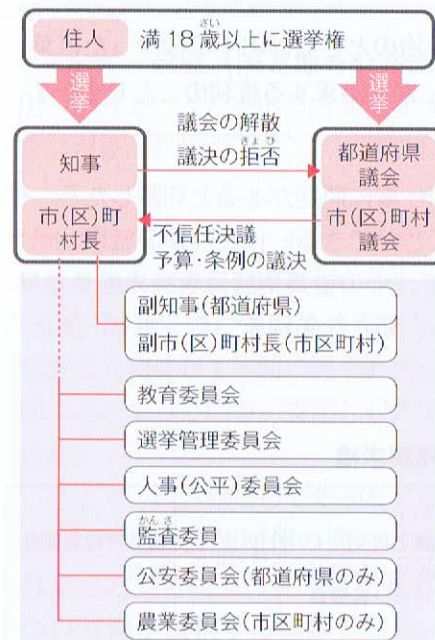 住人 満18歳以上に選挙権
さい
選挙
選挙
知事
市(区)町
村長
議会の解散
議決の拒否
きょひ
都道府県
議会
市(区)町村
議会
不信任決議
予算・条例の議決
副知事(都道府県)
副市(区)町村長(市区町村)
教育委員会
選挙管理委員会
人事(公平)委員会
監査委員
かんさ
公安委員会(都道府県のみ)
農業委員会(市区町村のみ)